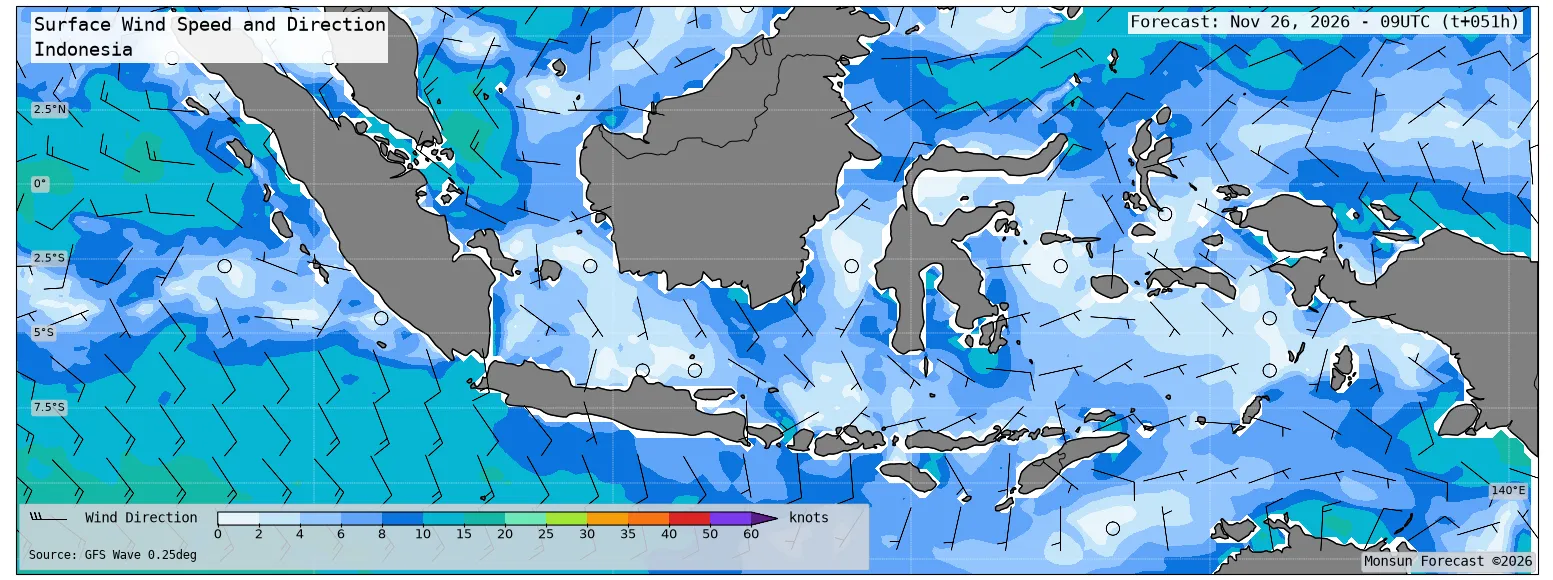 Surface Wind Speed and Direction
Indonesia
Forecast: Nov 26, 2026 - 09UTC (t+051h)
2.5°N
0°
2.5°S
5°S
7.5°S
140°E
Wind Direction
0 2 4 6 8 10 15 20 25 30 35 40 50 60 knots
Source: GFS Wave 0.25deg
Monsun Forecast ©2026